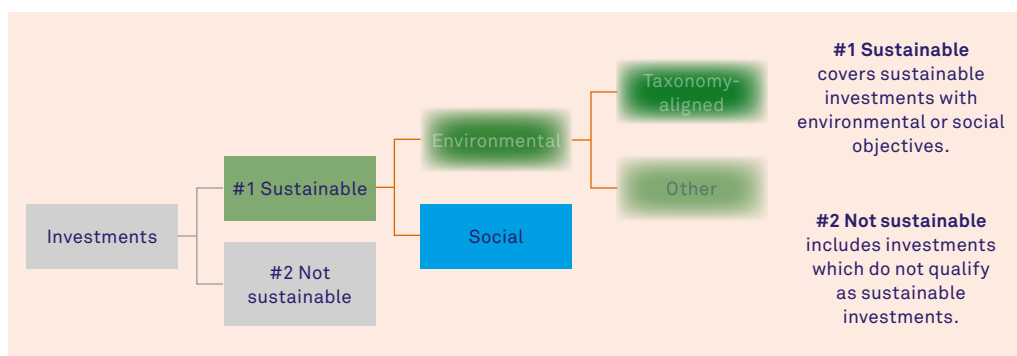 Investments
#1 Sustainable
#2 Not
sustainable
Environmental
Social
Taxonomy-
aligned
Other
#1 Sustainable
covers sustainable
investments with
environmental or social
objectives.
#2 Not sustainable
includes investments
which do not qualify
as sustainable
investments.